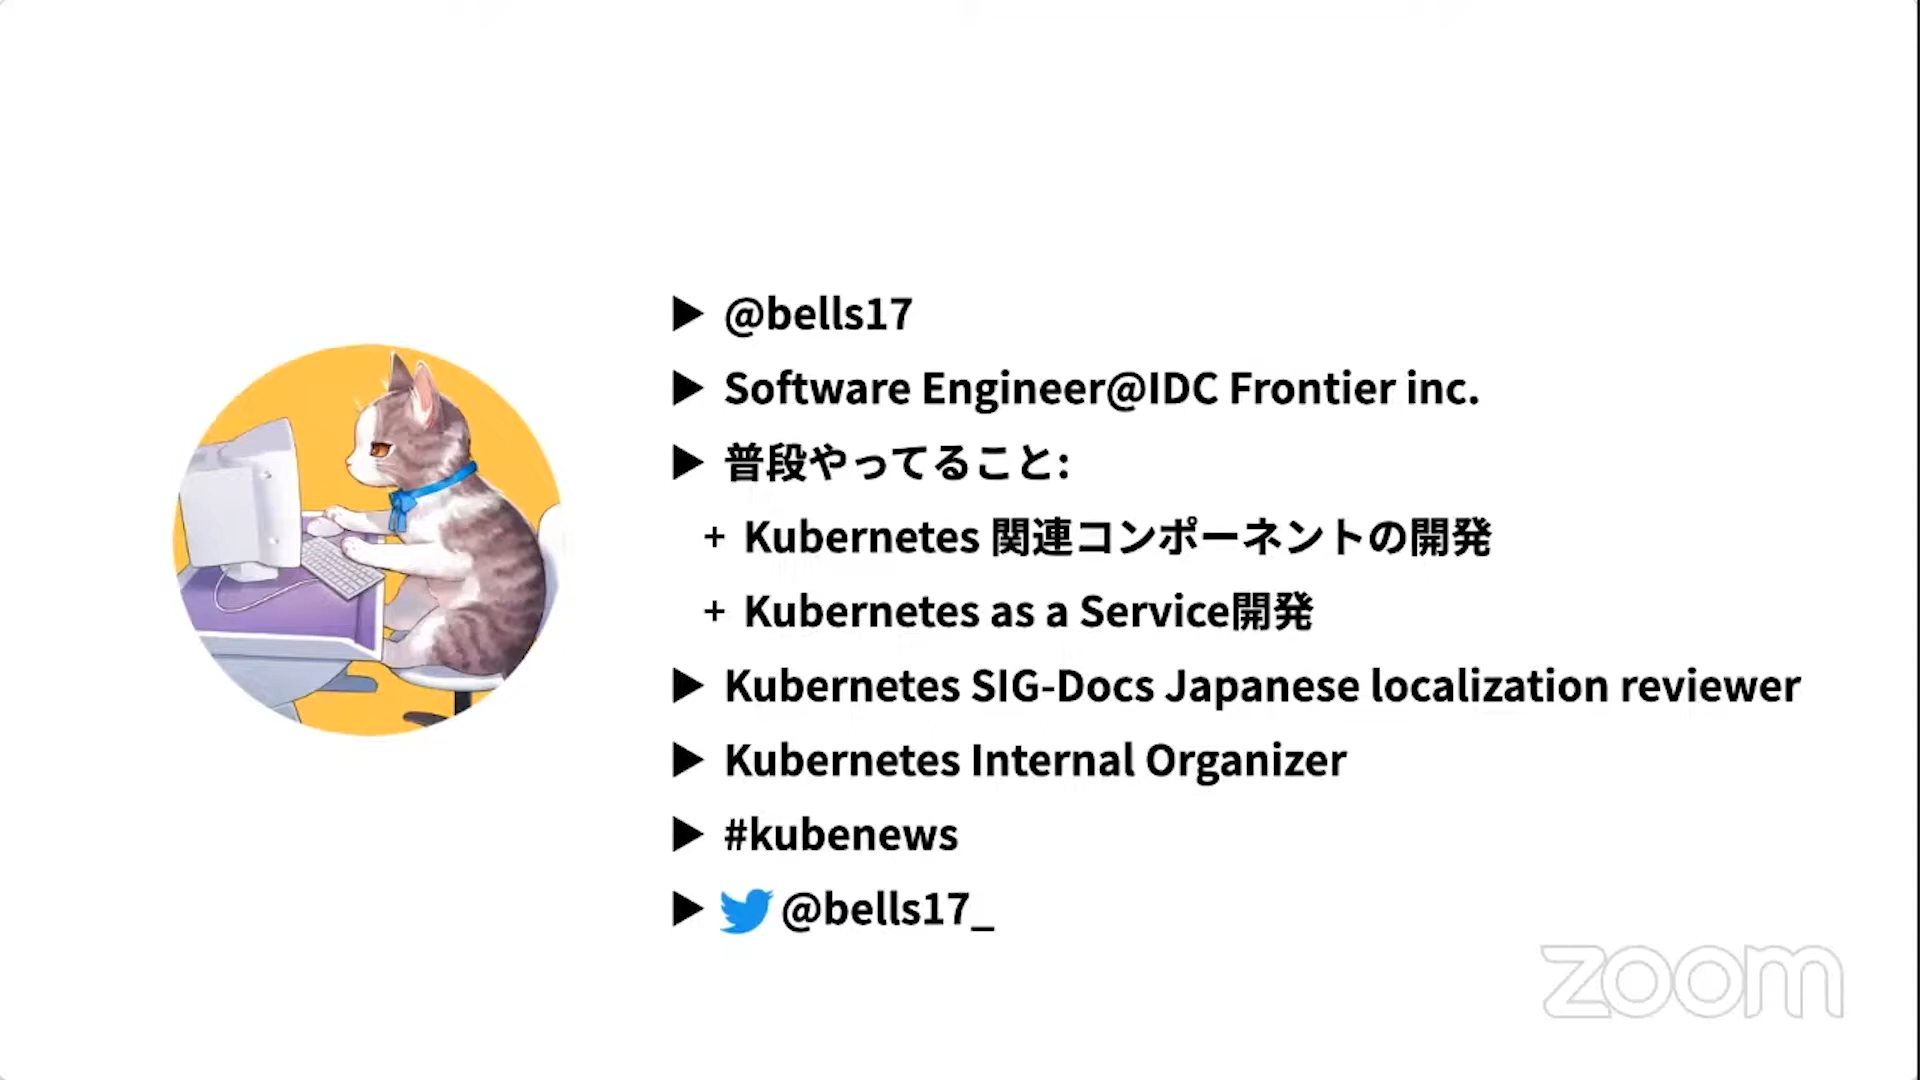 ▶ @bells17
▶ Software Engineer@IDC Frontier inc.
▶ 普段やってること:
+ Kubernetes 関連コンポーネントの開発
+ Kubernetes as a Service開発
▶ Kubernetes SIG-Docs Japanese localization reviewer
▶ Kubernetes Internal Organizer
▶ #kubenews
▶ @bells17_
zoom